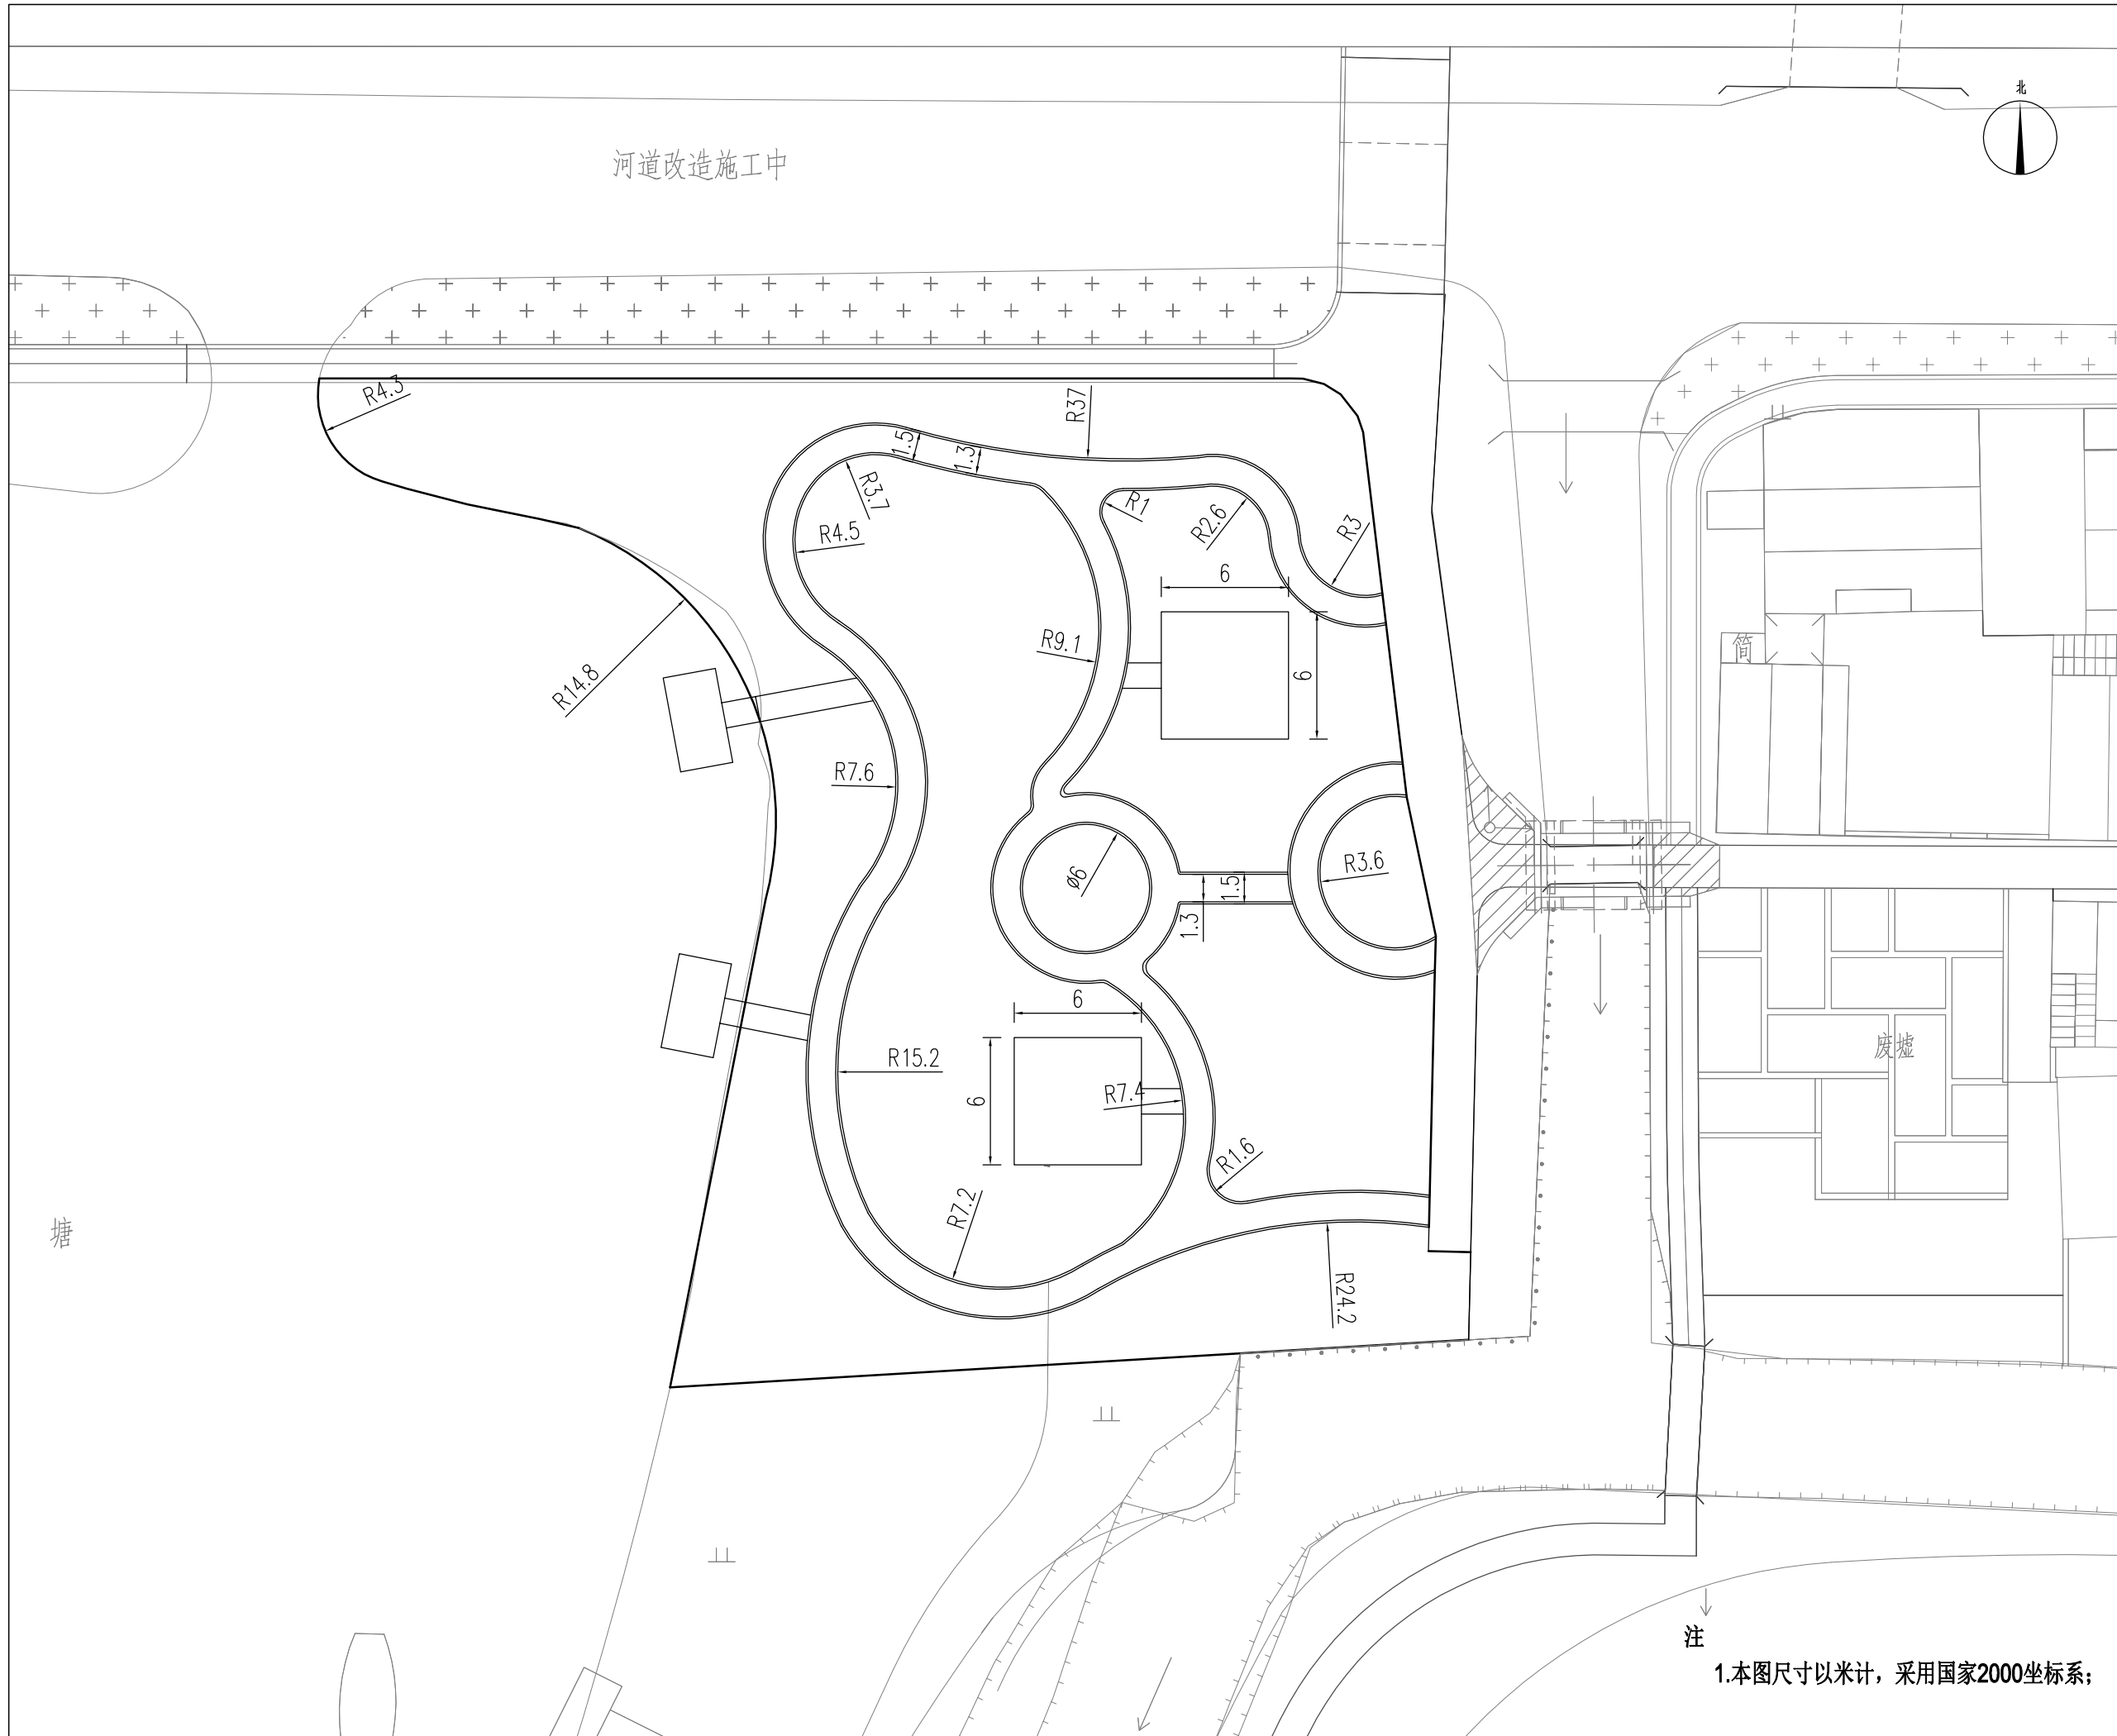 北
河道改造施工中
R4.3
R37
1.5
1.3
R3.7
R1
R2.6
R3
R4.5
6
R9.1
6
简
R14.8
R7.6
R3.6
ø6
1.5
1.3
6
废墟
R15.2
6
R7.4
R1.6
R7.2
塘
R24.2
注
1.本图尺寸以米计，采用国家2000坐标系；